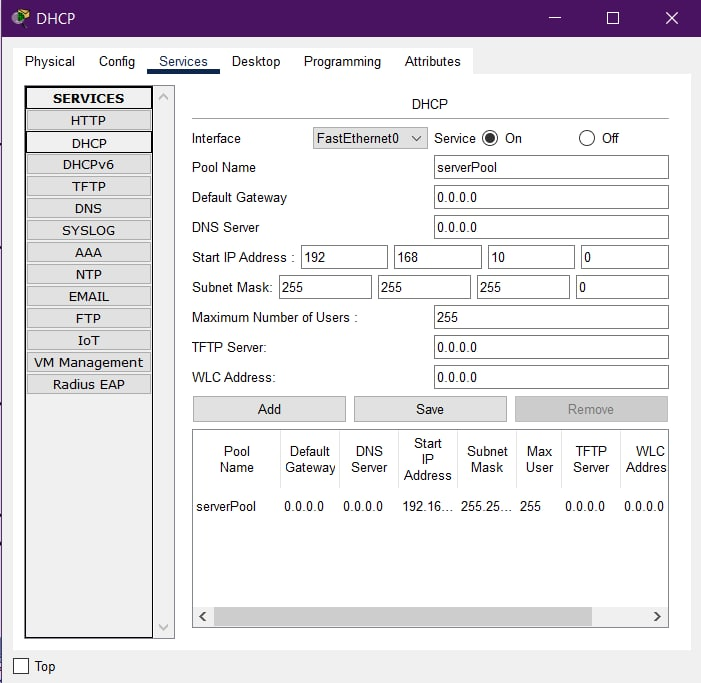 DHCP
Physical Config Services Desktop Programming Attributes
SERVICES
HTTP
DHCP
DHCPv6
TFTP
DNS
SYSLOG
AAA
NTP
EMAIL
FTP
IoT
VM Management
Radius EAP
DHCP
Interface FastEthernet0 Service On Off
Pool Name serverPool
Default Gateway 0.0.0.0
DNS Server 0.0.0.0
Start IP Address : 192 168 10 0
Subnet Mask: 255 255 255 0
Maximum Number of Users : 255
TFTP Server: 0.0.0.0
WLC Address: 0.0.0.0
Add Save Remove
Pool Name Default Gateway DNS Server Start IP Address Subnet Mask Max User TFTP Server WLC Addres
serverPool 0.0.0.0 0.0.0.0 192.16... 255.25... 255 0.0.0.0 0.0.0.0
Top